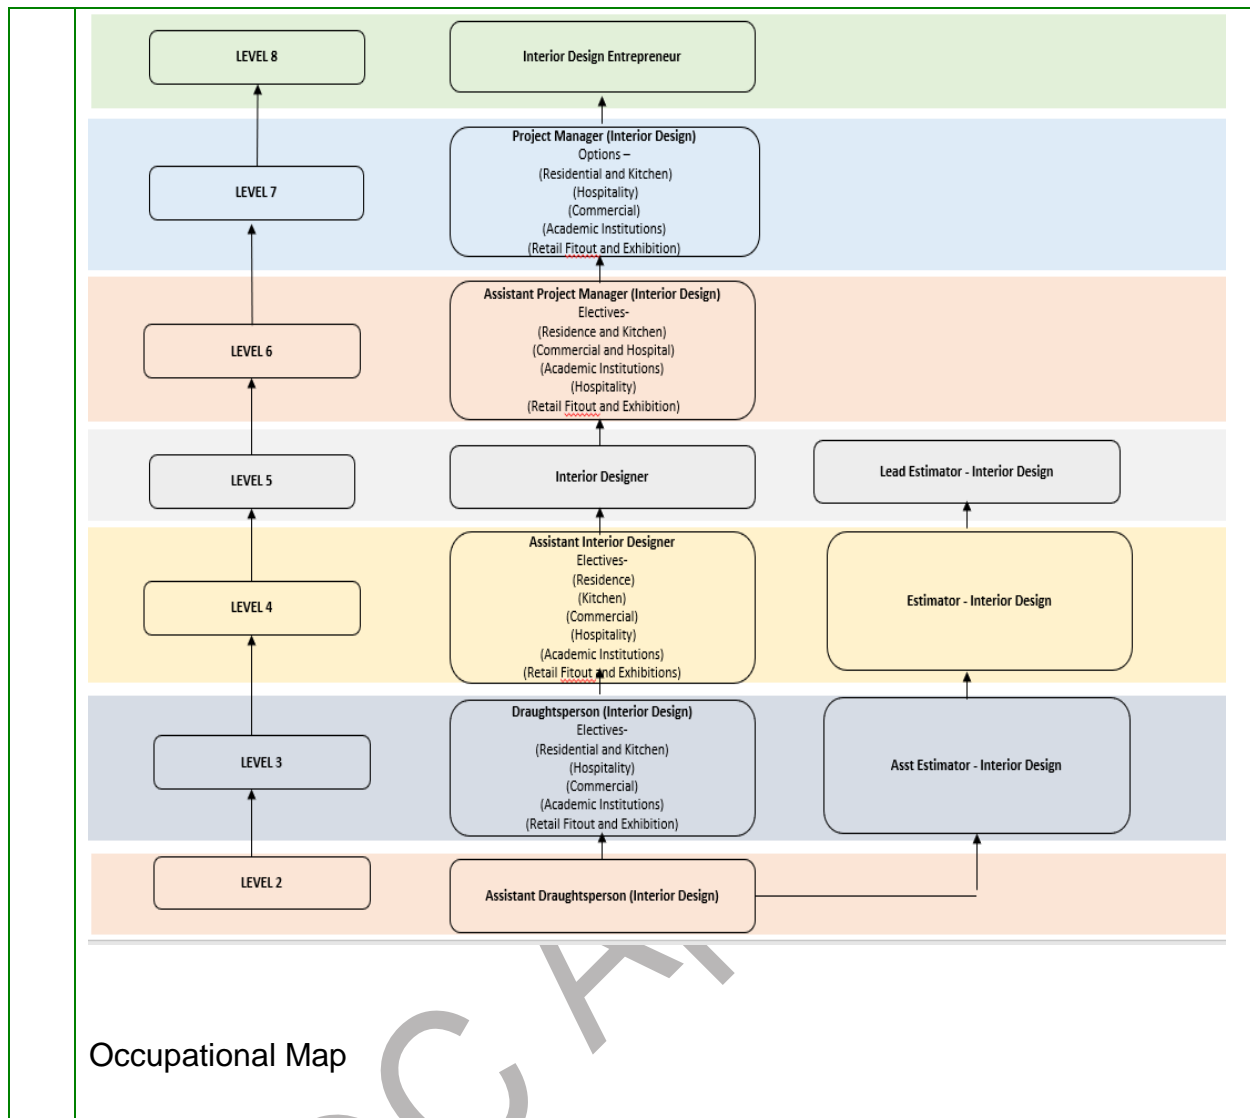 LEVEL 8
Interior Design Entrepreneur
LEVEL 7
Project Manager (Interior Design)
Options –
(Residential and Kitchen)
(Hospitality)
(Commercial)
(Academic Institutions)
(Retail Fitout and Exhibition)
LEVEL 6
Assistant Project Manager (Interior Design)
Electives-
(Residence and Kitchen)
(Commercial and Hospital)
(Academic Institutions)
(Hospitality)
(Retail Fitout and Exhibition)
LEVEL 5
Interior Designer
Lead Estimator - Interior Design
LEVEL 4
Assistant Interior Designer
Electives-
(Residence)
(Kitchen)
(Commercial)
(Hospitality)
(Academic Institutions)
(Retail Fitout and Exhibitions)
Estimator - Interior Design
LEVEL 3
Draughtsperson (Interior Design)
Electives-
(Residential and Kitchen)
(Hospitality)
(Commercial)
(Academic Institutions)
(Retail Fitout and Exhibition)
Asst Estimator - Interior Design
LEVEL 2
Assistant Draughtsperson (Interior Design)
Occupational Map